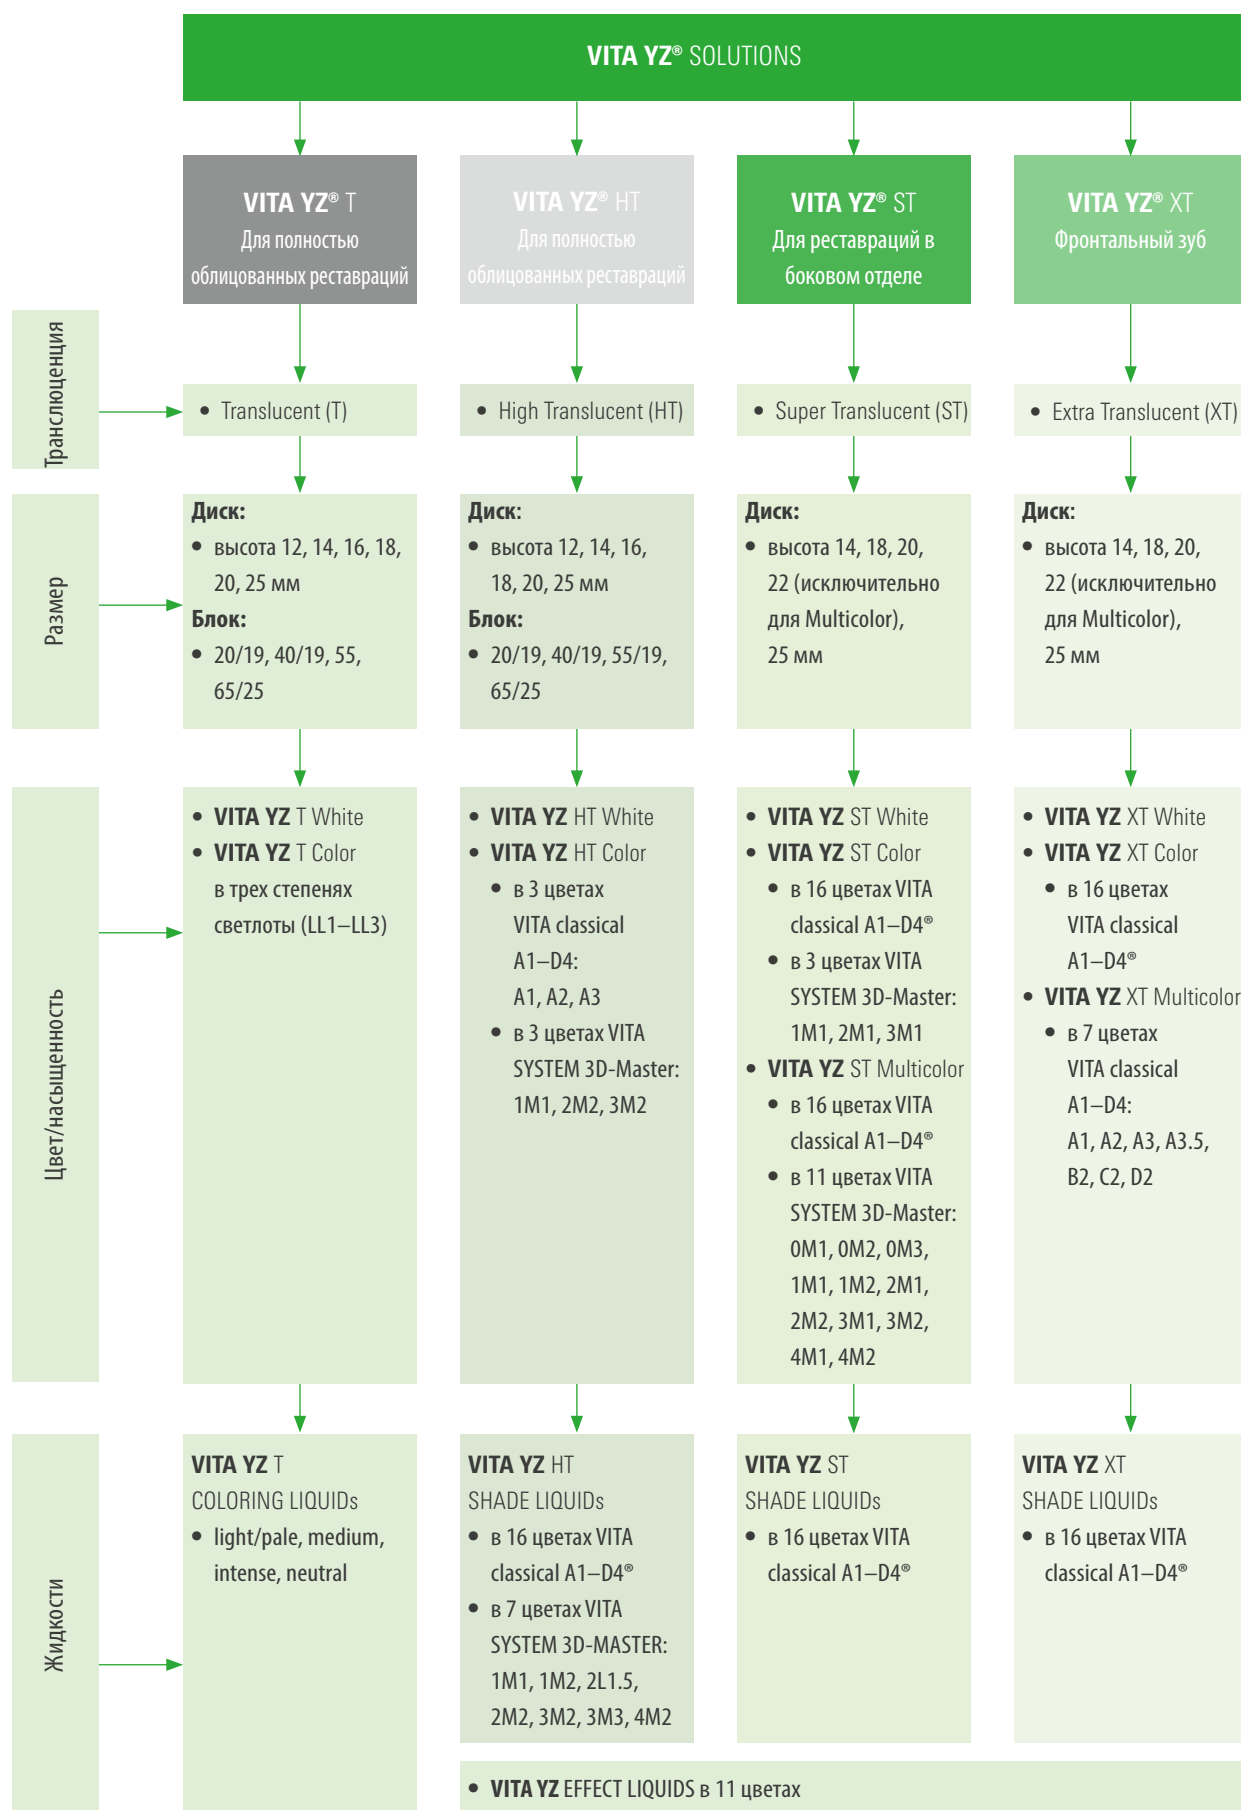 VITA YZ® SOLUTIONS
VITA YZ® T
Для полностью
облицованных реставраций
VITA YZ® HT
Для полностью
облицованных реставраций
VITA YZ® ST
Для реставраций в
боковом отделе
VITA YZ® XT
Фронтальный зуб
Транслюценция
• Translucent (T)
• High Translucent (HT)
• Super Translucent (ST)
• Extra Translucent (XT)
Размер
Диск:
• высота 12, 14, 16, 18,
20, 25 мм
Блок:
• 20/19, 40/19, 55,
65/25
Диск:
• высота 12, 14, 16,
18, 20, 25 мм
Блок:
• 20/19, 40/19, 55/19,
65/25
Диск:
• высота 14, 18, 20,
22 (исключительно
для Multicolor),
25 мм
Диск:
• высота 14, 18, 20,
22 (исключительно
для Multicolor),
25 мм
Цвет/насыщенность
• VITA YZ T White
• VITA YZ T Color
в трех степенях
светлоты (LL1–LL3)
• VITA YZ HT White
• VITA YZ HT Color
• в 3 цветах
VITA classical
A1–D4:
A1, A2, A3
• в 3 цветах VITA
SYSTEM 3D-Master:
1M1, 2M2, 3M2
• VITA YZ ST White
• VITA YZ ST Color
• в 16 цветах VITA
classical A1–D4®
• в 3 цветах VITA
SYSTEM 3D-Master:
1M1, 2M1, 3M1
• VITA YZ ST Multicolor
• в 16 цветах VITA
classical A1–D4®
• в 11 цветах VITA
SYSTEM 3D-Master:
0M1, 0M2, 0M3,
1M1, 1M2, 2M1,
2M2, 3M1, 3M2,
4M1, 4M2
• VITA YZ XT White
• VITA YZ XT Color
• в 16 цветах
VITA classical
A1–D4®
• VITA YZ XT Multicolor
• в 7 цветах
VITA classical
A1–D4:
A1, A2, A3, A3.5,
B2, C2, D2
Жидкости
VITA YZ T
COLORING LIQUIDs
• light/pale, medium,
intense, neutral
VITA YZ HT
SHADE LIQUIDs
• в 16 цветах VITA
classical A1–D4®
• в 7 цветах VITA
SYSTEM 3D-MASTER:
1M1, 1M2, 2L1.5,
2M2, 3M2, 3M3, 4M2
VITA YZ ST
SHADE LIQUIDs
• в 16 цветах VITA
classical A1–D4®
VITA YZ XT
SHADE LIQUIDs
• в 16 цветах VITA
classical A1–D4®
• VITA YZ EFFECT LIQUIDS в 11 цветах